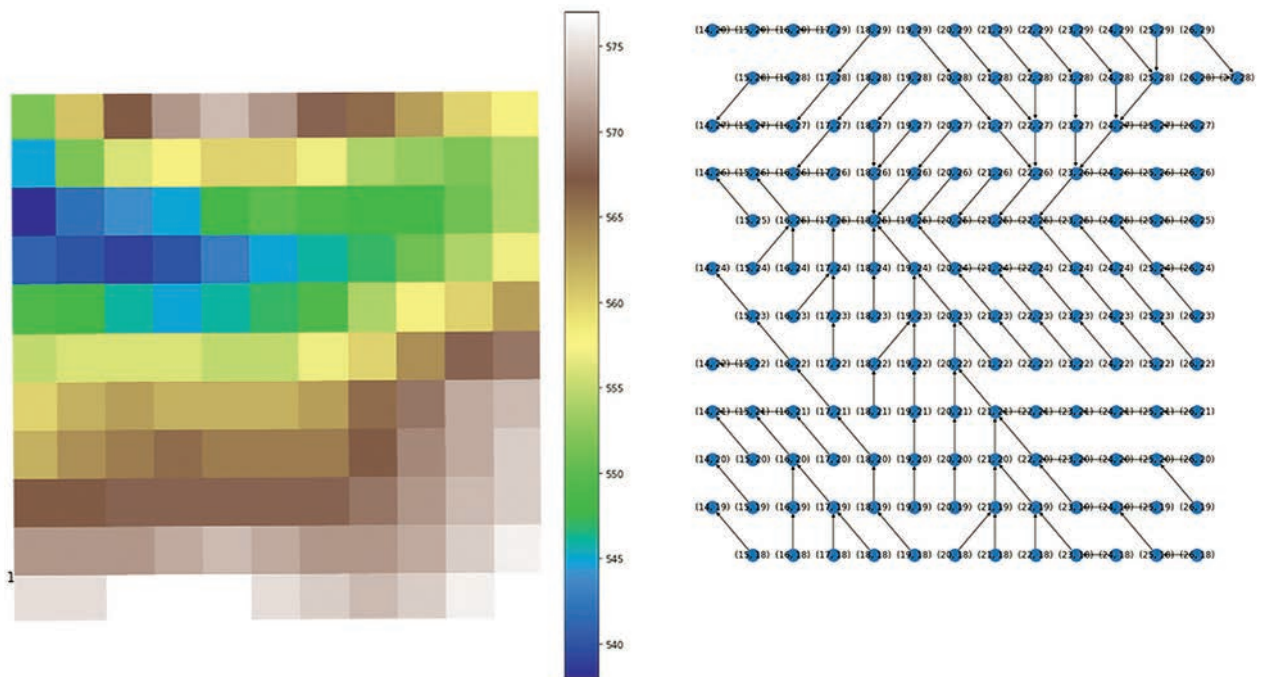 575
570
565
560
555
550
545
540
1
(14, 29) (15, 29) (16, 29) (17, 29) (18, 29) (19, 29) (20, 29) (21, 29) (22, 29) (23, 29) (24, 29) (25, 29) (26, 29)
(15, 28) (16, 28) (17, 28) (18, 28) (19, 28) (20, 28) (21, 28) (22, 28) (23, 28) (24, 28) (25, 28) (26, 28) (27, 28)
(14, 27) (15, 27) (16, 27) (17, 27) (18, 27) (19, 27) (20, 27) (21, 27) (22, 27) (23, 27) (24, 27) (25, 27) (26, 27)
(14, 26) (15, 26) (16, 26) (17, 26) (18, 26) (19, 26) (20, 26) (21, 26) (22, 26) (23, 26) (24, 26) (25, 26) (26, 26)
(15, 25) (16, 25) (17, 25) (18, 25) (19, 25) (20, 25) (21, 25) (22, 25) (23, 25) (24, 25) (25, 25) (26, 25)
(14, 24) (15, 24) (16, 24) (17, 24) (18, 24) (19, 24) (20, 24) (21, 24) (22, 24) (23, 24) (24, 24) (25, 24) (26, 24)
(15, 23) (16, 23) (17, 23) (18, 23) (19, 23) (20, 23) (21, 23) (22, 23) (23, 23) (24, 23) (25, 23) (26, 23)
(14, 22) (15, 22) (16, 22) (17, 22) (18, 22) (19, 22) (20, 22) (21, 22) (22, 22) (23, 22) (24, 22) (25, 22) (26, 22)
(14, 21) (15, 21) (16, 21) (17, 21) (18, 21) (19, 21) (20, 21) (21, 21) (22, 21) (23, 21) (24, 21) (25, 21) (26, 21)
(14, 20) (15, 20) (16, 20) (17, 20) (18, 20) (19, 20) (20, 20) (21, 20) (22, 20) (23, 20) (24, 20) (25, 20) (26, 20)
(14, 19) (15, 19) (16, 19) (17, 19) (18, 19) (19, 19) (20, 19) (21, 19) (22, 19) (23, 19) (24, 19) (25, 19) (26, 19)
(15, 18) (16, 18) (17, 18) (18, 18) (19, 18) (20, 18) (21, 18) (22, 18) (23, 18) (24, 18) (25, 18) (26, 18)